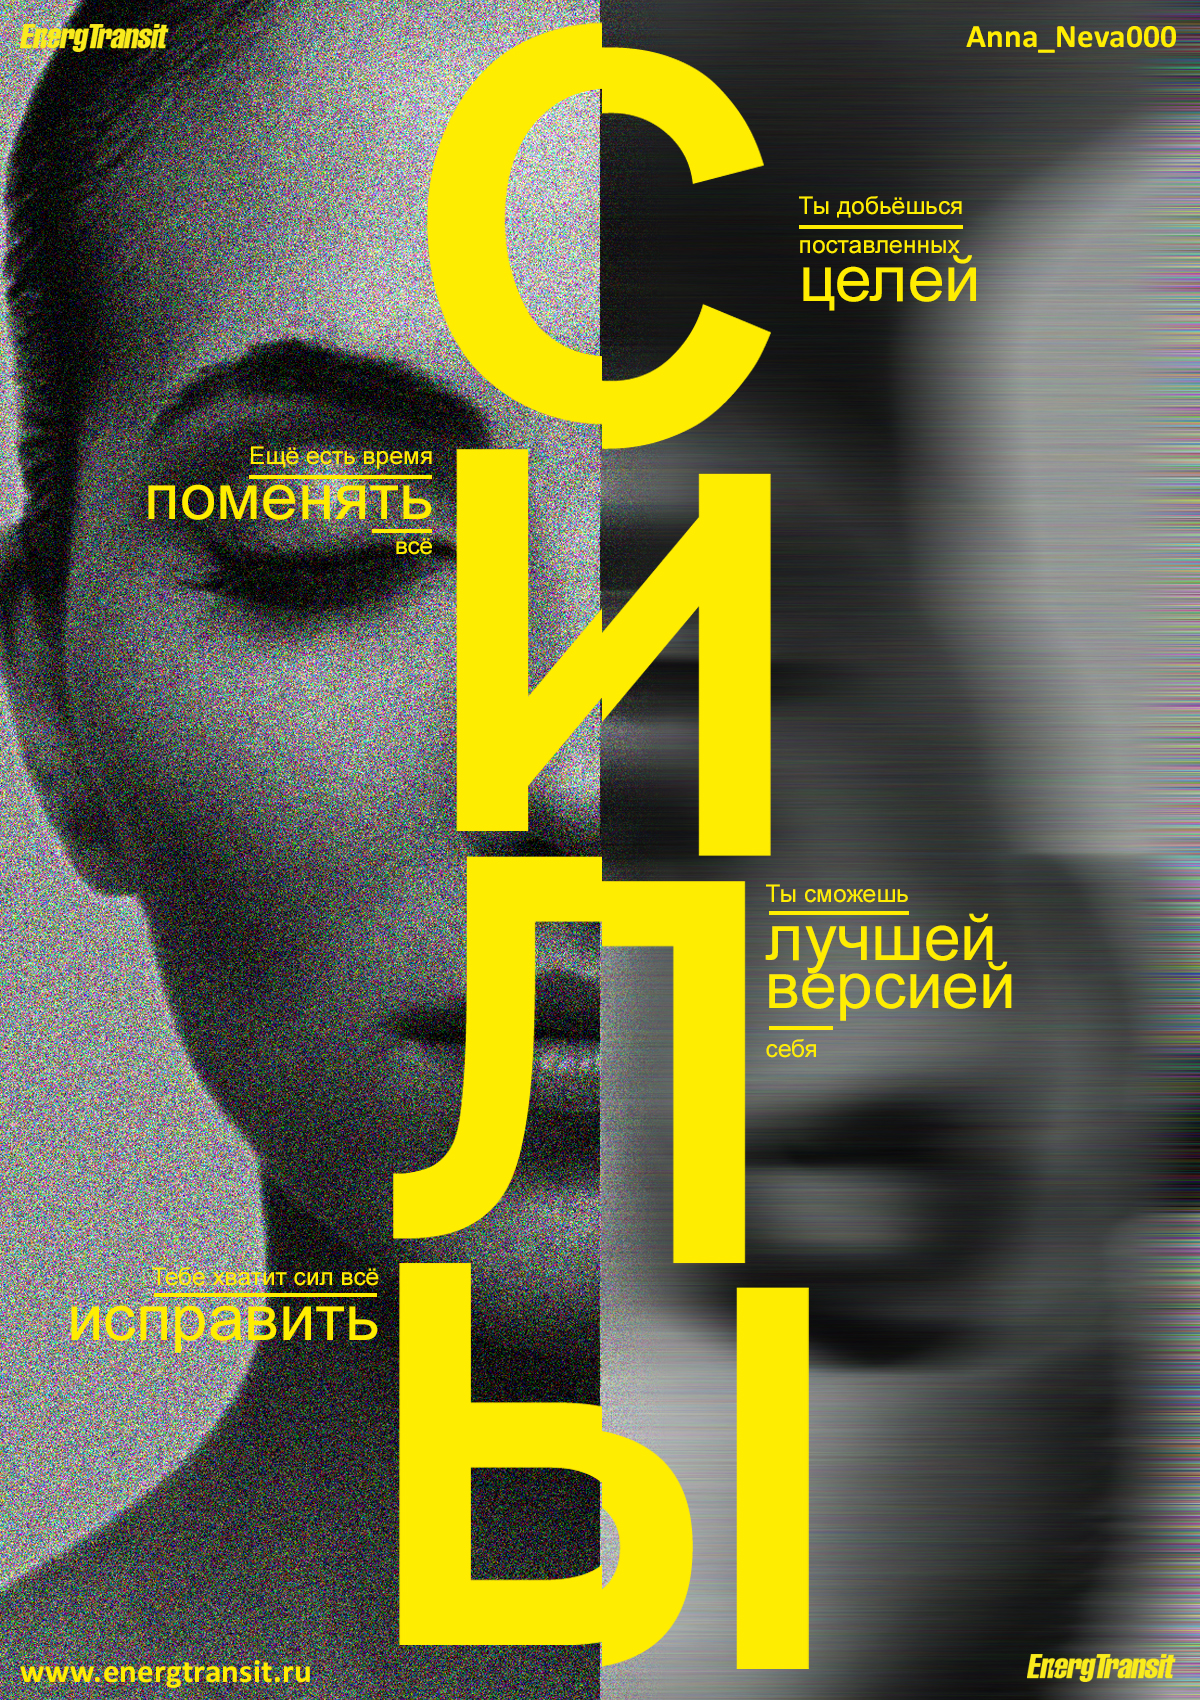 EnergTransit
Anna_Neva000
СИЛЫ
Ты добьёшься
поставленных
целей
Ещё есть время
поменять
всё
Ты сможешь
лучшей
версией
себя
Тебе хватит сил всё
исправить
www.energtransit.ru
EnergTransit